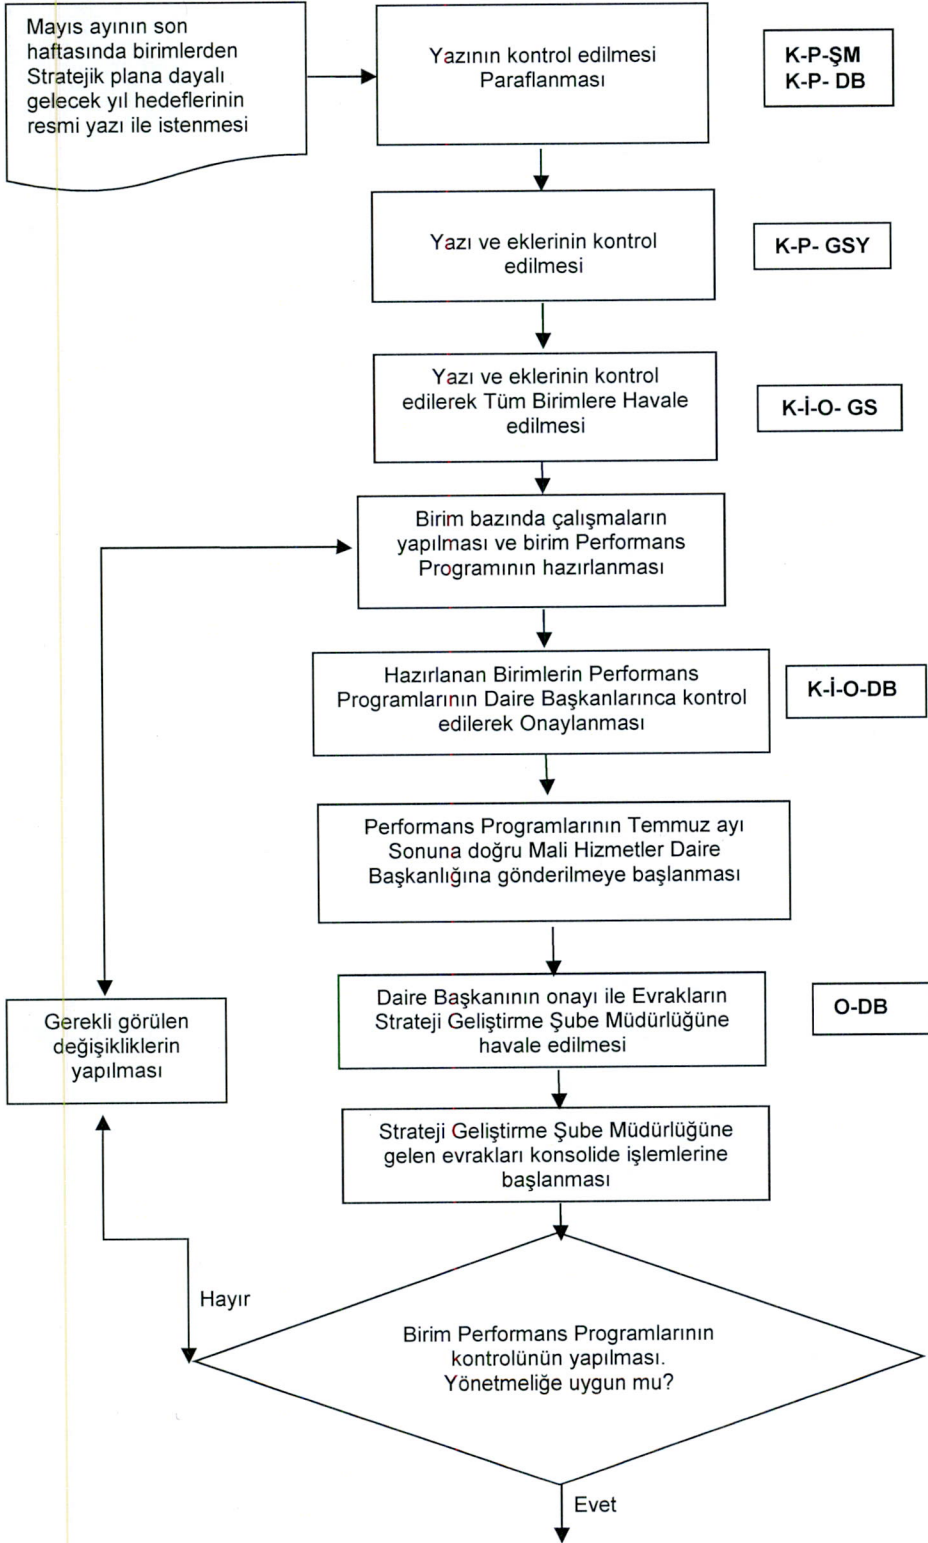 Mayıs ayının son
haftasında birimlerden
Stratejik plana dayalı
gelecek yıl hedeflerinin
resmi yazı ile istenmesi
Yazının kontrol edilmesi
Paraflanması
K-P-ŞM
K-P- DB
Yazı ve eklerinin kontrol
edilmesi
K-P- GSY
Yazı ve eklerinin kontrol
edilerek Tüm Birimlere Havale
edilmesi
K-İ-O- GS
Birim bazında çalışmaların
yapılması ve birim Performans
Programının hazırlanması
Hazırlanan Birimlerin Performans
Programlarının Daire Başkanlarınca kontrol
edilerek Onaylanması
K-İ-O-DB
Performans Programlarının Temmuz ayı
Sonuna doğru Mali Hizmetler Daire
Başkanlığına gönderilmeye başlanması
Daire Başkanının onayı ile Evrakların
Strateji Geliştirme Şube Müdürlüğüne
havale edilmesi
O-DB
Gerekli görülen
değişikliklerin
yapılması
Strateji Geliştirme Şube Müdürlüğüne
gelen evrakları konsolide işlemlerine
başlanması
Hayır
Birim Performans Programlarının
kontrolünün yapılması.
Yönetmeliğe uygun mu?
Evet